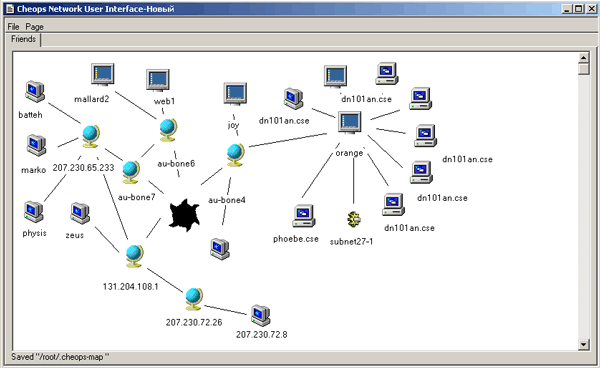 Cheops Network User Interface-Новый
File Page
Friends
mallard2
web1
joy
dn101an.cse
batteh
dn101an.cse
au-bone6
orange
marko
207.230.65.233
dn101an.cse
au-bone7
dn101an.cse
au-bone4
physis
zeus
phoebe.cse
subnet27-1
dn101an.cse
131.204.108.1
207.230.72.26
207.230.72.8
Saved "/root/.cheops-map "